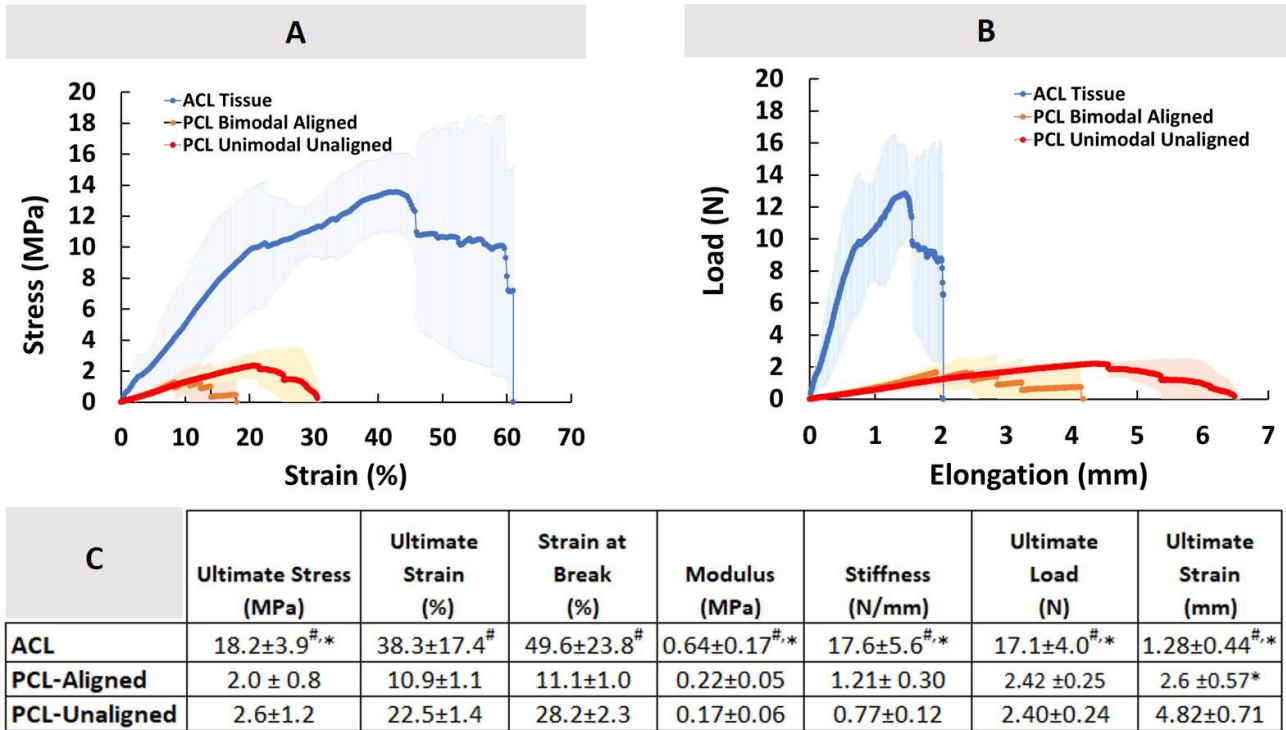 A
B
20
18
16
14
12
10
8
6
4
2
0
Stress (MPa)
ACL Tissue
PCL Bimodal Aligned
PCL Unimodal Unaligned
0 10 20 30 40 50 60 70
Strain (%)
20
18
16
14
12
10
8
6
4
2
0
Load (N)
ACL Tissue
PCL Bimodal Aligned
PCL Unimodal Unaligned
0 1 2 3 4 5 6 7
Elongation (mm)
C
Ultimate Stress
(MPa)
Ultimate
Strain
(%)
Strain at
Break
(%)
Modulus
(MPa)
Stiffness
(N/mm)
Ultimate
Load
(N)
Ultimate
Strain
(mm)
ACL 18.2±3.9#,* 38.3±17.4# 49.6±23.8# 0.64±0.17#,* 17.6±5.6#,* 17.1±4.0#,* 1.28±0.44#,*
PCL-Aligned 2.0 ± 0.8 10.9±1.1 11.1±1.0 0.22±0.05 1.21± 0.30 2.42 ±0.25 2.6 ±0.57*
PCL-Unaligned 2.6±1.2 22.5±1.4 28.2±2.3 0.17±0.06 0.77±0.12 2.40±0.24 4.82±0.71